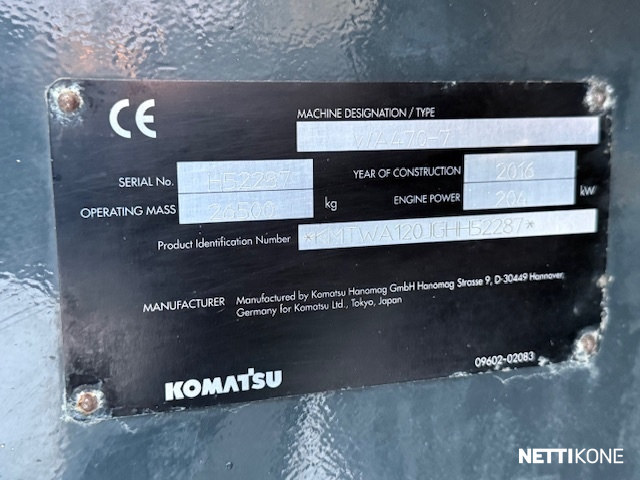 CE
MACHINE DESIGNATION / TYPE
WA470-7
SERIAL No. H52287 YEAR OF CONSTRUCTION 2016
OPERATING MASS 26500 kg ENGINE POWER 204 kW
Product Identification Number *KMTWA120JGHH52287*
MANUFACTURER Manufactured by Komatsu Hanomag GmbH Hanomag Strasse 9, D-30449 Hannover,
Germany for Komatsu Ltd., Tokyo, Japan
09602-02083
KOMATSU
NETTIKONE